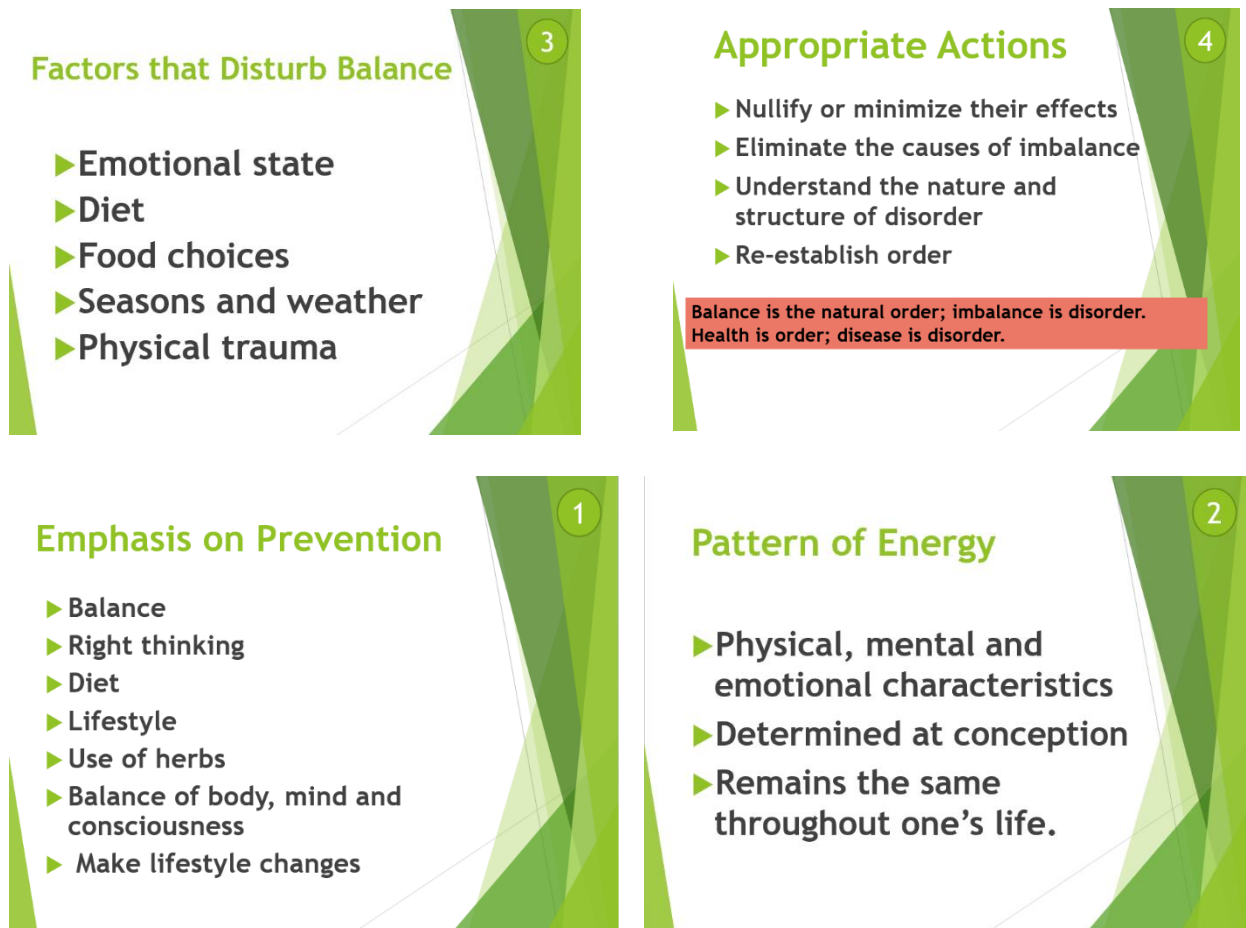 Factors that Disturb Balance
3
Emotional state
Diet
Food choices
Seasons and weather
Physical trauma
Appropriate Actions
4
Nullify or minimize their effects
Eliminate the causes of imbalance
Understand the nature and
structure of disorder
Re-establish order
Balance is the natural order; imbalance is disorder.
Health is order; disease is disorder.
Emphasis on Prevention
1
Balance
Right thinking
Diet
Lifestyle
Use of herbs
Balance of body, mind and
consciousness
Make lifestyle changes
Pattern of Energy
2
Physical, mental and
emotional characteristics
Determined at conception
Remains the same
throughout one's life.